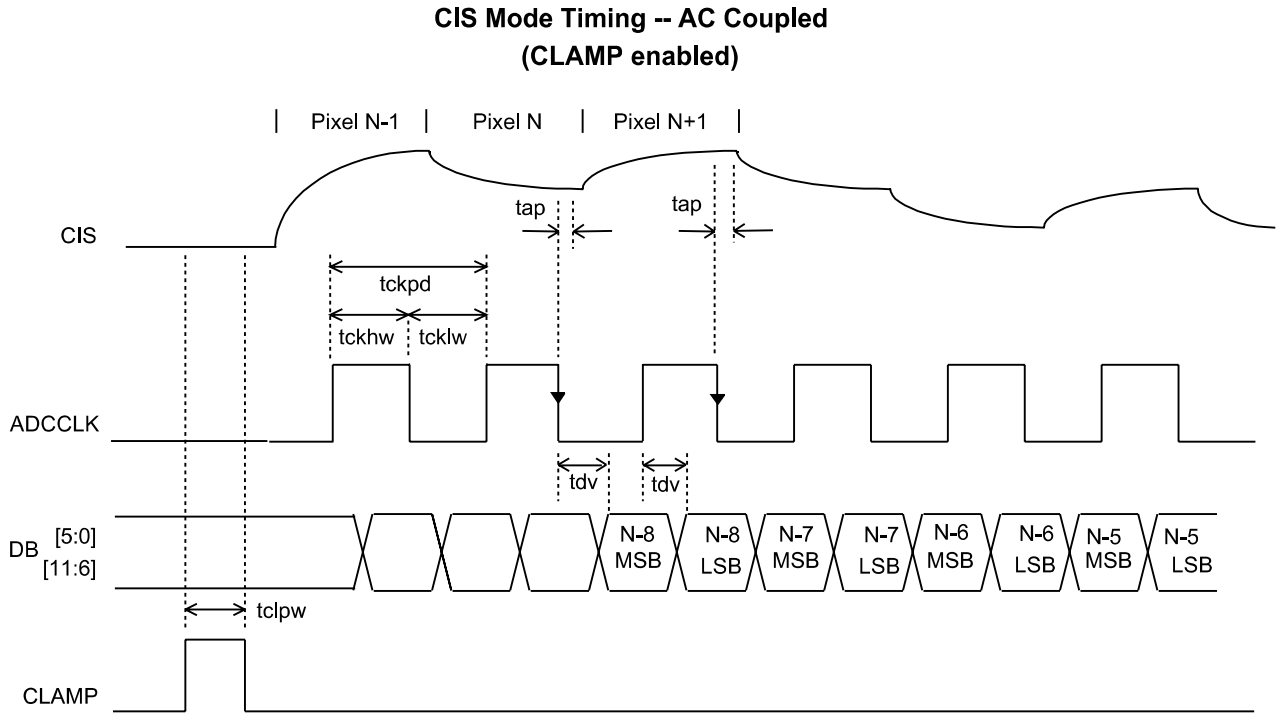 CIS Mode Timing -- AC Coupled
(CLAMP enabled)
| Pixel N-1 | Pixel N | Pixel N+1 |
tap
tap
CIS
tckpd
tckhw tcklw
ADCCLK
tdv tdv
DB [5:0]
[11:6]
N-8 MSB
N-8 LSB
N-7 MSB
N-7 LSB
N-6 MSB
N-6 LSB
N-5 MSB
N-5 LSB
tclpw
CLAMP